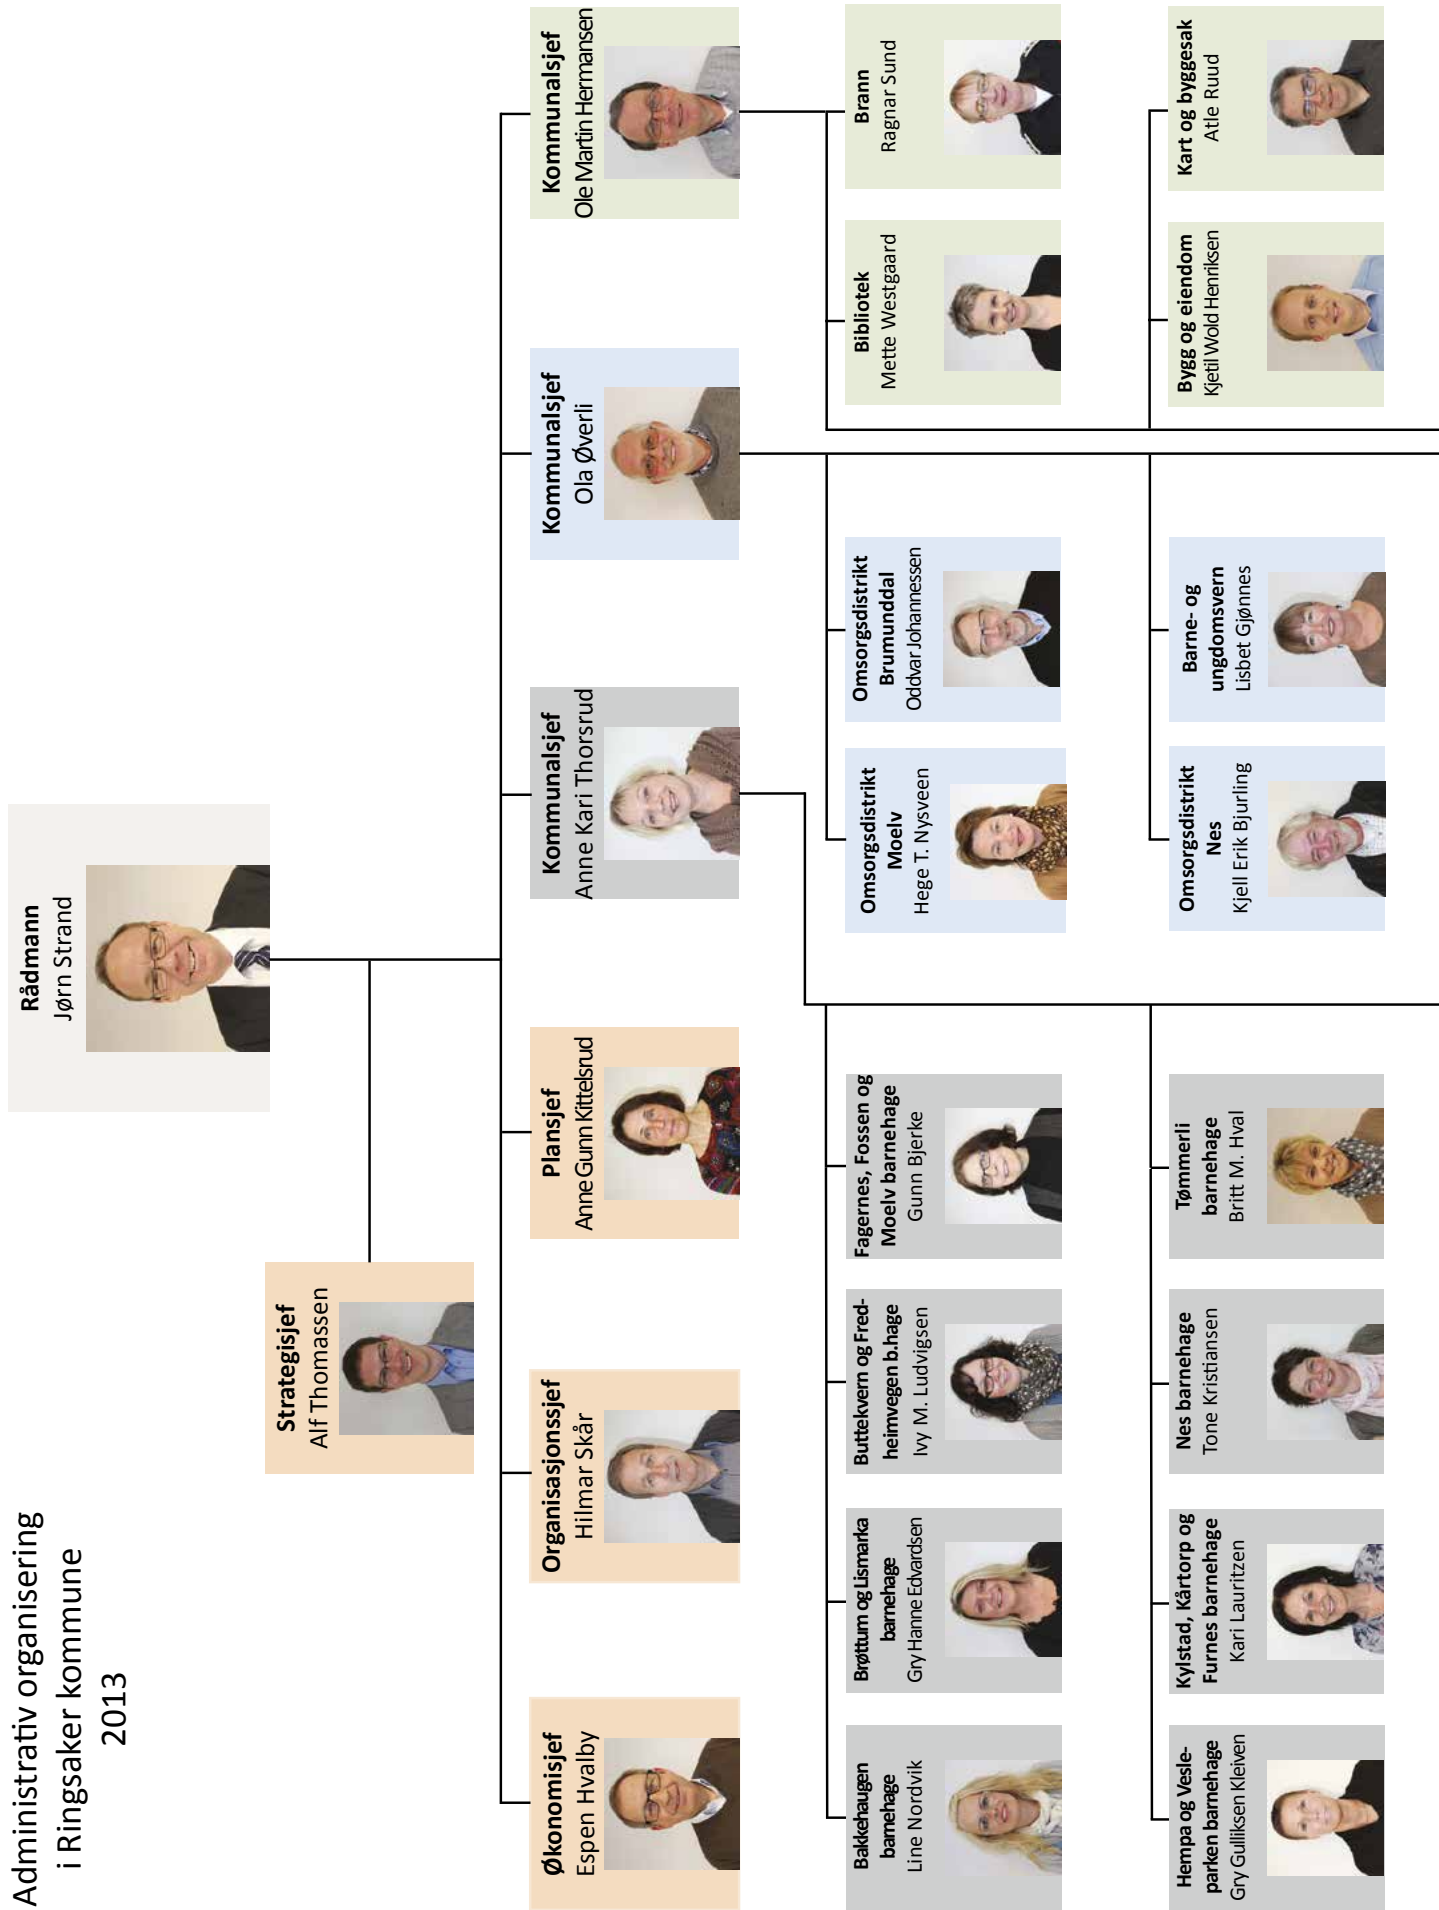 Administrativ organisering
i Ringsaker kommune
2013
Rådmann
Jørn Strand
Strategisjef
Alf Thomassen
Økonomisjef
Espen Hvalby
Organisasjonssjef
Hilmar Skår
Plansjef
Anne Gunn Kittelsrud
Kommunalsjef
Anne Kari Thorsrud
Kommunalsjef
Ola Øverli
Kommunalsjef
Ole Martin Hermansen
Bakkehaugen
barnehage
Line Nordvik
Brøttum og Lismarka
barnehage
Gry Hanne Edvardsen
Buttekvern og Fred-
heimvegen b.hage
Ivy M. Ludvigsen
Fagernes, Fossen og
Moelv barnehage
Gunn Bjerke
Omsorgsdistrikt
Moelv
Hege T. Nysveen
Omsorgsdistrikt
Brumunddal
Oddvar Johannessen
Bibliotek
Mette Westgaard
Brann
Ragnar Sund
Hempa og Vesle-
parken barnehage
Gry Gulliksen Kleiven
Kylstad, Kårtorp og
Furnes barnehage
Kari Lauritzen
Nes barnehage
Tone Kristiansen
Tømmerli
barnehage
Britt M. Hval
Omsorgsdistrikt
Nes
Kjell Erik Bjurling
Barne- og
ungdomsvern
Lisbet Gjønnes
Bygg og eiendom
Kjetil Wold Henriksen
Kart og byggesak
Atle Ruud